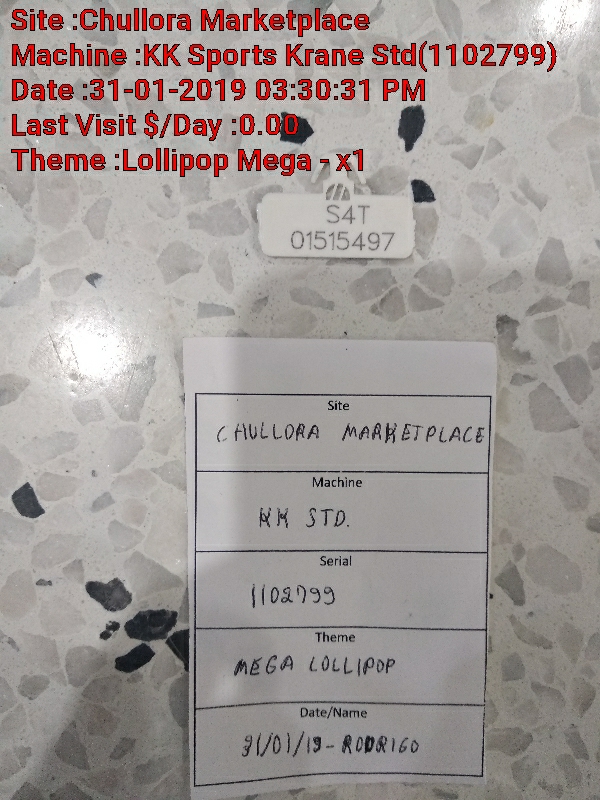 Site :Chullora Marketplace
Machine :KK Sports Krane Std(1102799)
Date :31-01-2019 03:30:31 PM
Last Visit $/Day :0.00
Theme :Lollipop Mega - x1
S4T
01515497
Site
CHULLORA MARKETPLACE
Machine
KK STD.
Serial
1102799
Theme
MEGA LOLLIPOP
Date/Name
31/01/19-RODRIGO